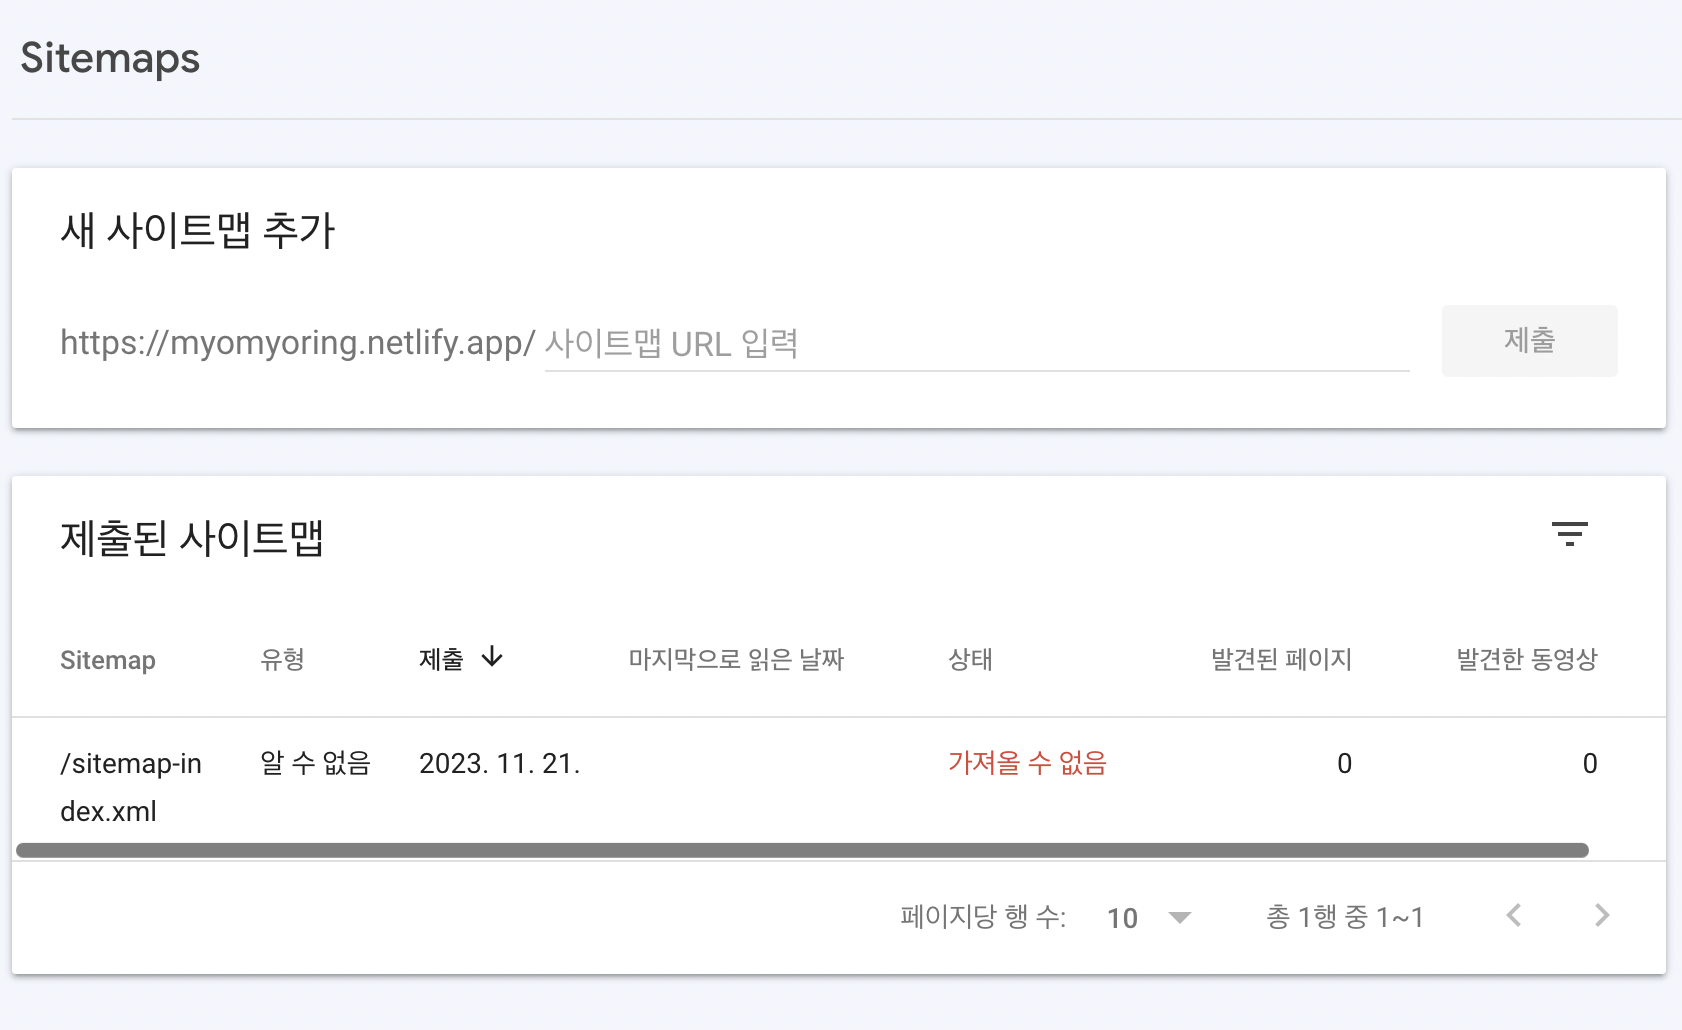 Sitemaps
새 사이트맵 추가
https://myomyoring.netlify.app/ 사이트맵 URL 입력
제출
제출된 사이트맵
Sitemap 유형 제출 마지막으로 읽은 날짜 상태 발견된 페이지 발견한 동영상
/sitemap-in 알 수 없음 2023. 11. 21. 가져올 수 없음 0 0
dex.xml
페이지당 행 수: 10 총 1행 중 1~1